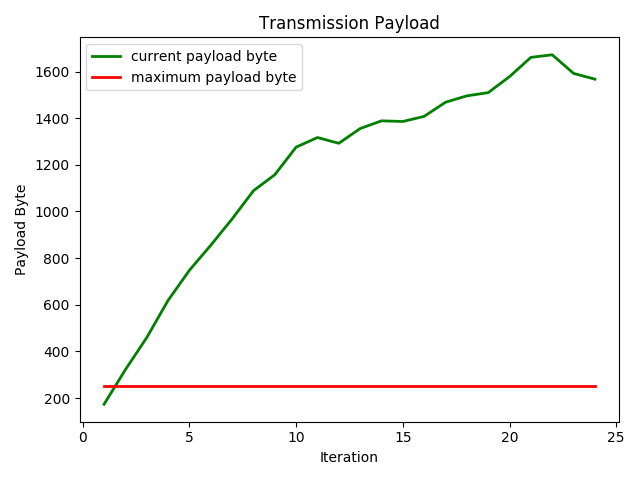 Transmission Payload
current payload byte
maximum payload byte
1600
1400
1200
1000
800
600
400
200
Payload Byte
0 5 10 15 20 25
Iteration